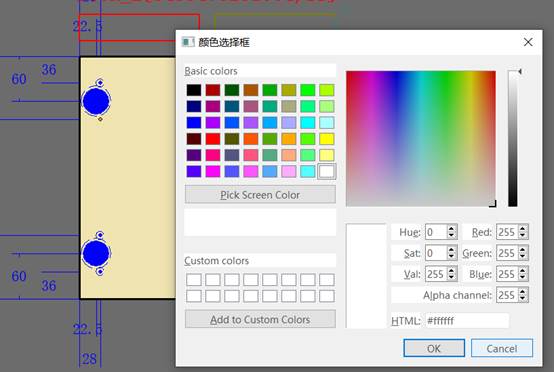 22.5
颜色选择框
60
36
Basic colors
Pick Screen Color
Custom colors
Add to Custom Colors
Hue: 0
Red: 255
Sat: 0
Green: 255
Val: 255
Blue: 255
Alpha channel: 255
HTML: #ffffff
OK
Cancel
60
36
22.5
28